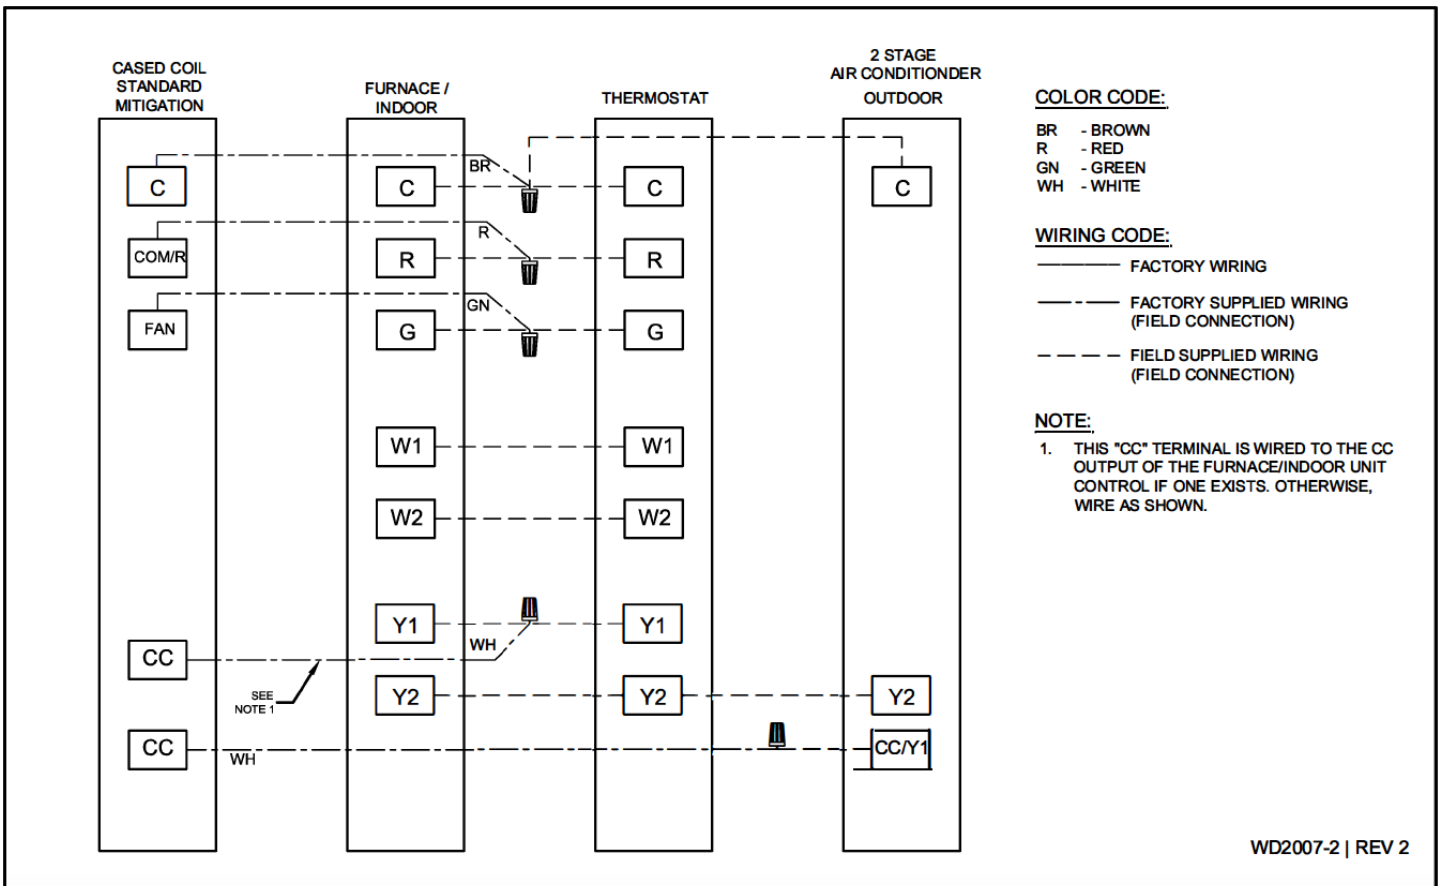 CASED COIL
STANDARD
MITIGATION
FURNACE /
INDOOR
THERMOSTAT
2 STAGE
AIR CONDITIONDER
OUTDOOR
C
BR
C
C
C
COM/R
R
R
R
FAN
GN
G
G
W1
W1
W2
W2
Y1
Y1
CC
WH
SEE
NOTE 1
Y2
Y2
Y2
CC
WH
CC/Y1
COLOR CODE:
BR - BROWN
R - RED
GN - GREEN
WH - WHITE
WIRING CODE:
FACTORY WIRING
FACTORY SUPPLIED WIRING
(FIELD CONNECTION)
FIELD SUPPLIED WIRING
(FIELD CONNECTION)
NOTE:
1. THIS "CC" TERMINAL IS WIRED TO THE CC
OUTPUT OF THE FURNACE/INDOOR UNIT
CONTROL IF ONE EXISTS. OTHERWISE,
WIRE AS SHOWN.
WD2007-2 | REV 2